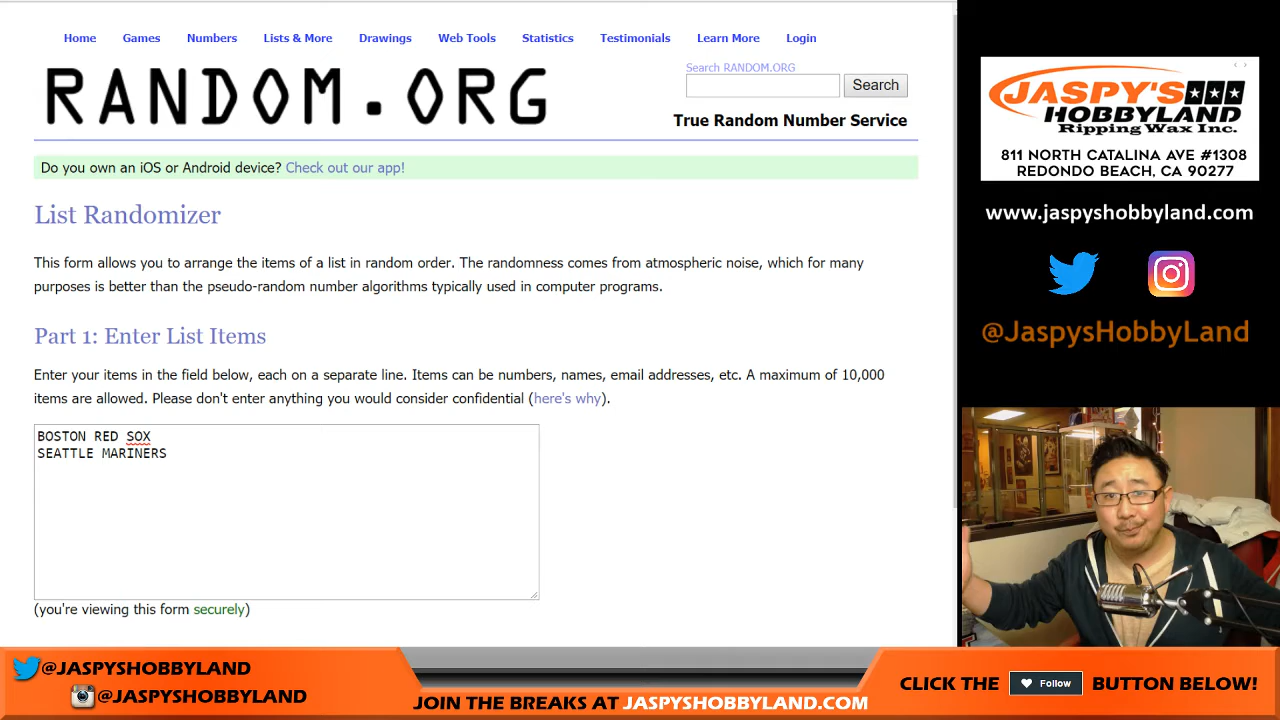 Home Games Numbers Lists & More Drawings Web Tools Statistics Testimonials Learn More Login
RANDOM.ORG
Search RANDOM.ORG
Search
True Random Number Service
Do you own an iOS or Android device? Check out our app!
List Randomizer
This form allows you to arrange the items of a list in random order. The randomness comes from atmospheric noise, which for many
purposes is better than the pseudo-random number algorithms typically used in computer programs.
Part 1: Enter List Items
Enter your items in the field below, each on a separate line. Items can be numbers, names, email addresses, etc. A maximum of 10,000
items are allowed. Please don't enter anything you would consider confidential (here's why).
BOSTON RED SOX
SEATTLE MARINERS
(you're viewing this form securely)
JASPY'S
HOBBYLAND
Ripping Wax Inc.
811 NORTH CATALINA AVE #1308
REDONDO BEACH, CA 90277
www.jaspyshobbyland.com
@JaspysHobbyLand
@JASPYSHOBBYLAND
@JASPYSHOBBYLAND
JOIN THE BREAKS AT JASPYSHOBBYLAND.COM
CLICK THE Follow BUTTON BELOW!